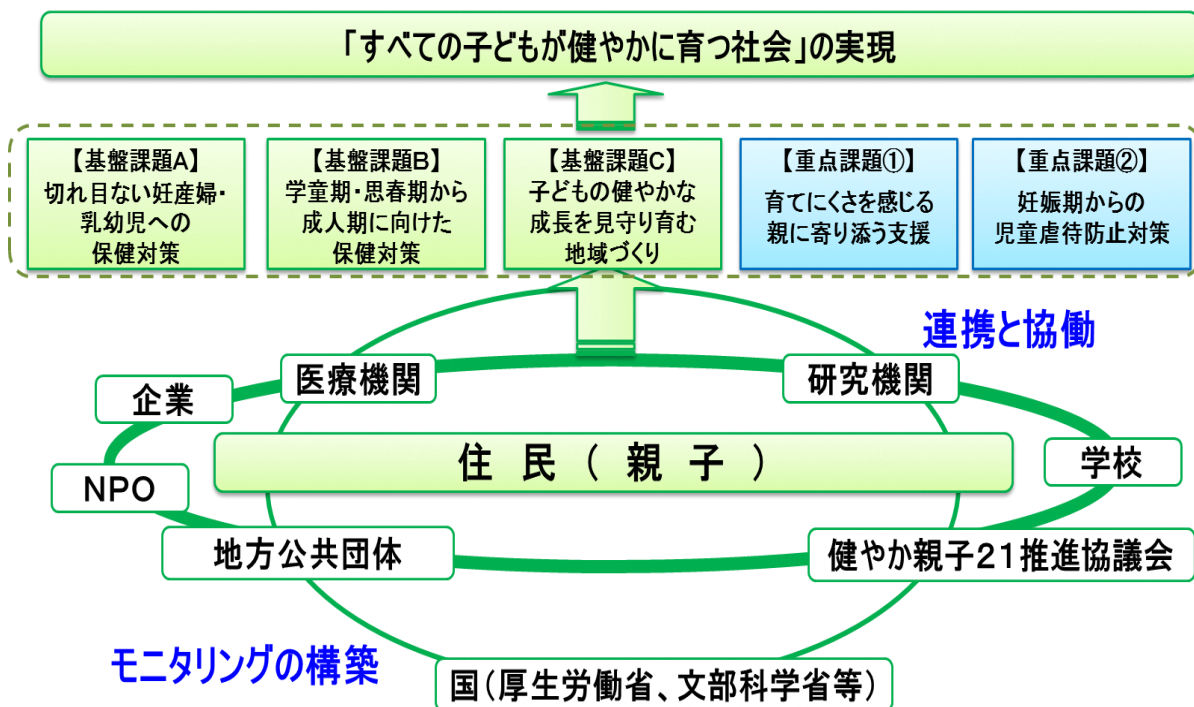 「すべての子どもが健やかに育つ社会」の実現
【基盤課題A】
切れ目ない妊産婦・
乳幼児への
保健対策
【基盤課題B】
学童期・思春期から
成人期に向けた
保健対策
【基盤課題C】
子どもの健やかな
成長を見守り育む
地域づくり
【重点課題①】
育てにくさを感じる
親に寄り添う支援
【重点課題②】
妊娠期からの
児童虐待防止対策
連携と協働
医療機関
研究機関
企業
住民(親子)
学校
NPO
地方公共団体
健やか親子21推進協議会
モニタリングの構築
国(厚生労働省、文部科学省等)